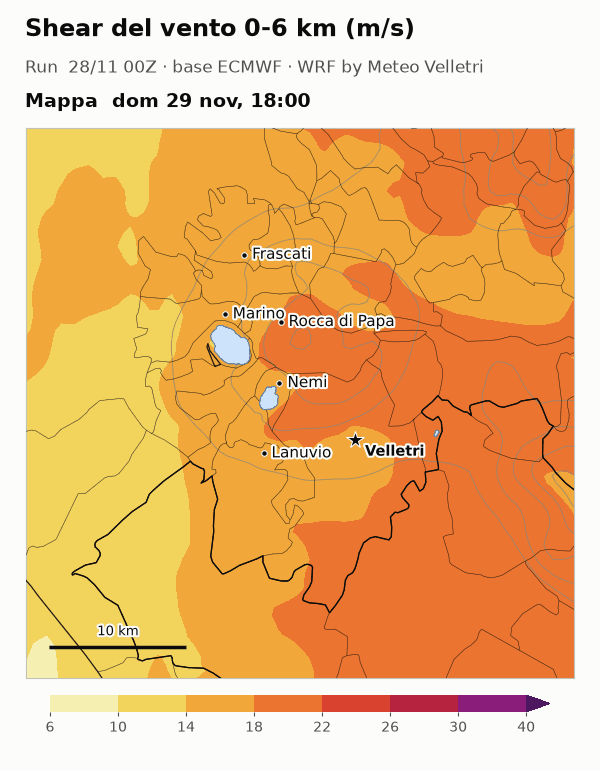 Shear del vento 0-6 km (m/s)
Run  28/11 00Z · base ECMWF · WRF by Meteo Velletri
Mappa  dom 29 nov, 18:00
Frascati
Marino
Rocca di Papa
Nemi
Velletri
Lanuvio
10 km
6 10 14 18 22 26 30 40